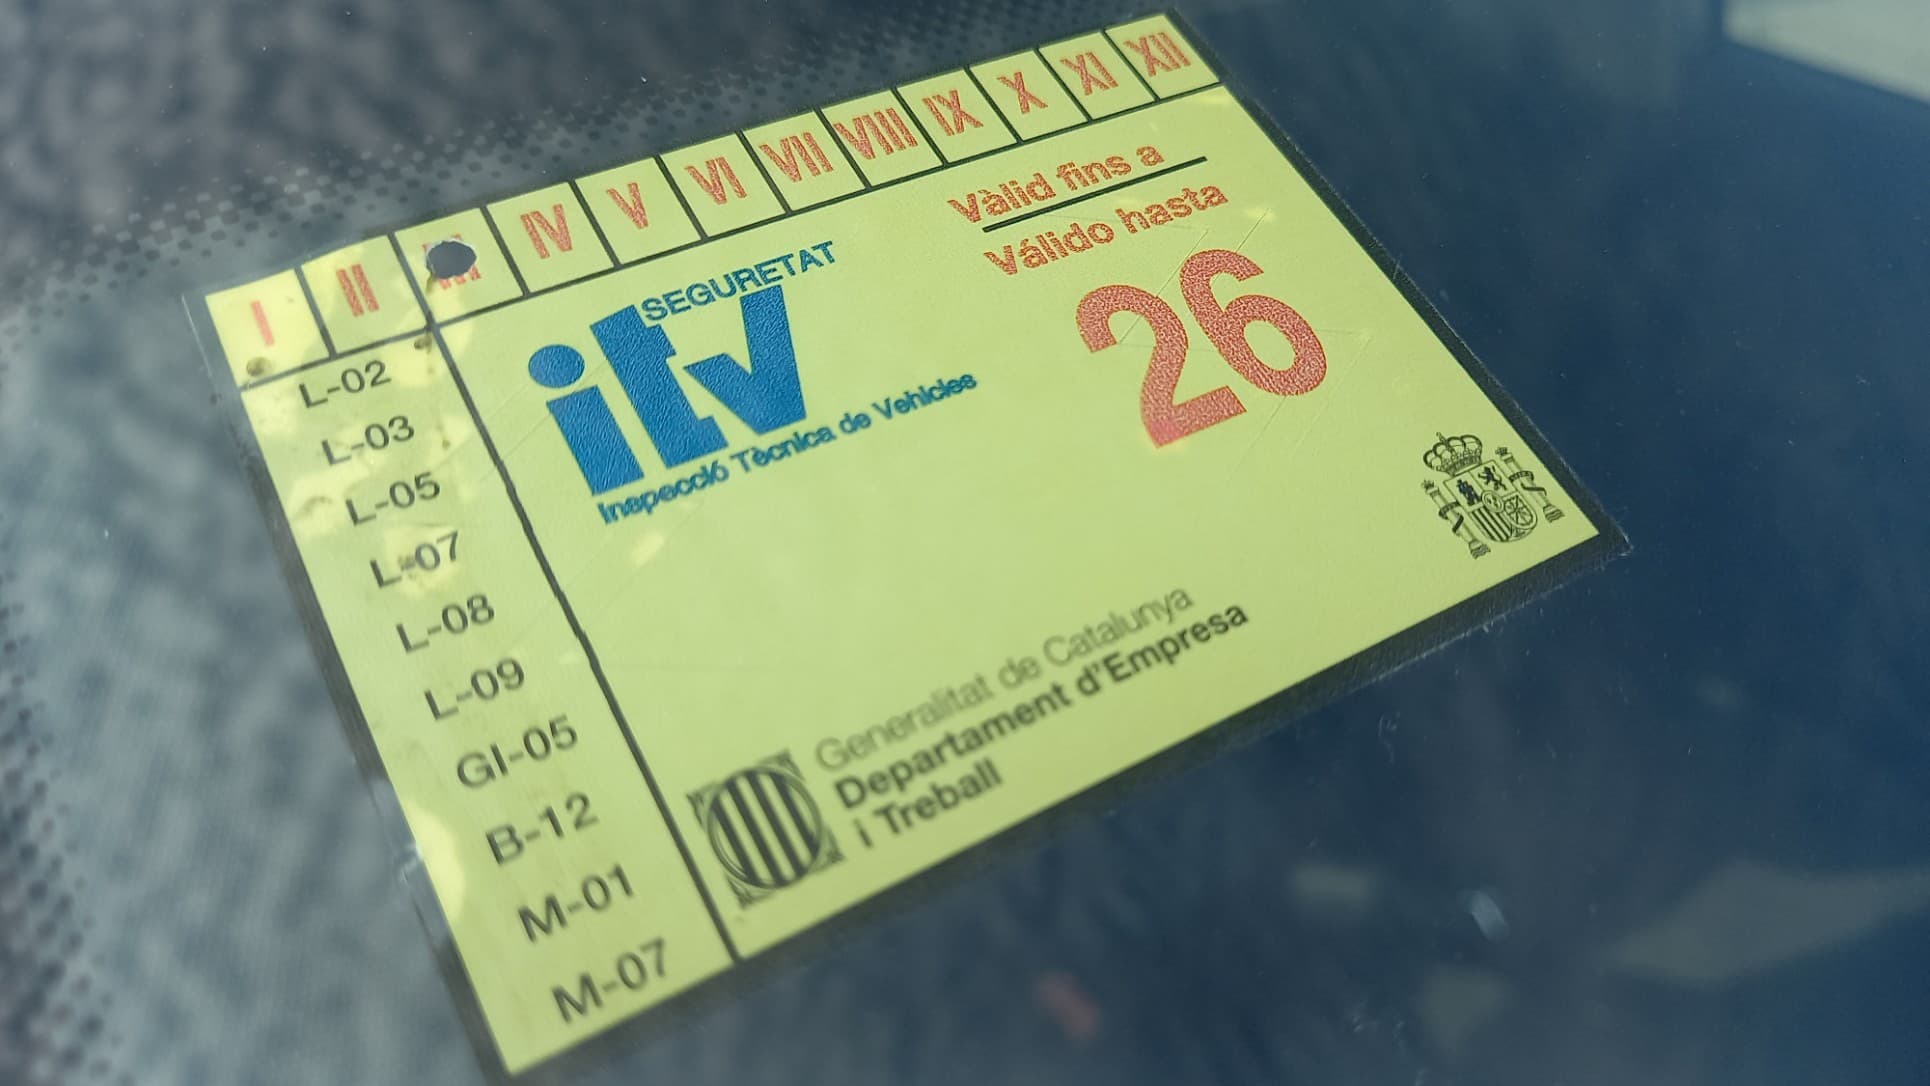 I II III IV V VI VII VIII IX X XI XII
Vàlid fins a
Válido hasta
26
SEGURETAT
itv
Inspecció Tècnica de Vehicles
L-02
L-03
L-05
L-07
L-08
L-09
GI-05
B-12
M-01
M-07
Generalitat de Catalunya
Departament d'Empresa
i Treball